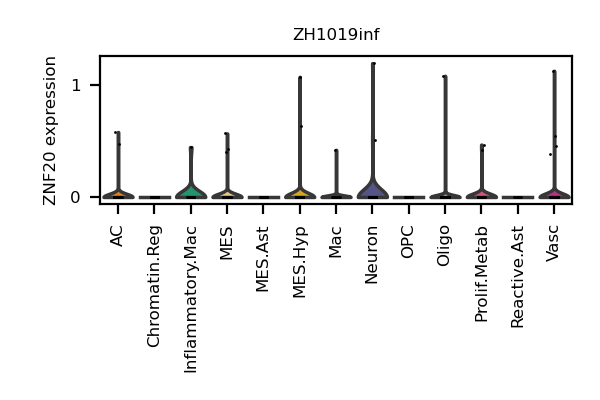 ZH1019inf
ZNF20 expression
1
0
AC
Chromatin.Reg
Inflammatory.Mac
MES
MES.Ast
MES.Hyp
Mac
Neuron
OPC
Oligo
Prolif.Metab
Reactive.Ast
Vasc